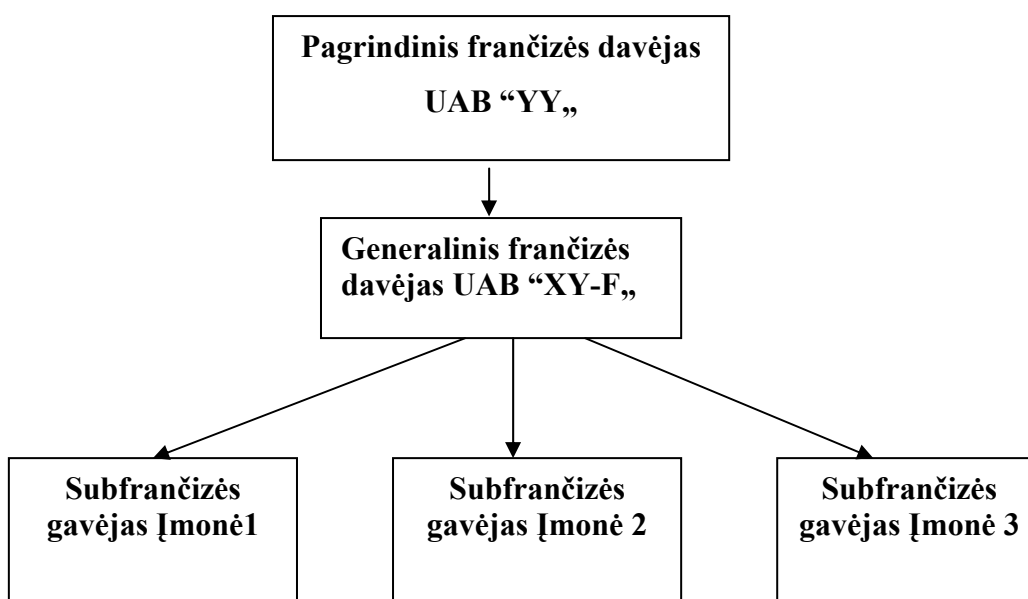 Pagrindinis frančizės davėjas
UAB “YY„
Generalinis frančizės
davėjas UAB “XY-F„
Subfrančizės
gavėjas Įmonė1
Subfrančizės
gavėjas Įmonė 2
Subfrančizės
gavėjas Įmonė 3